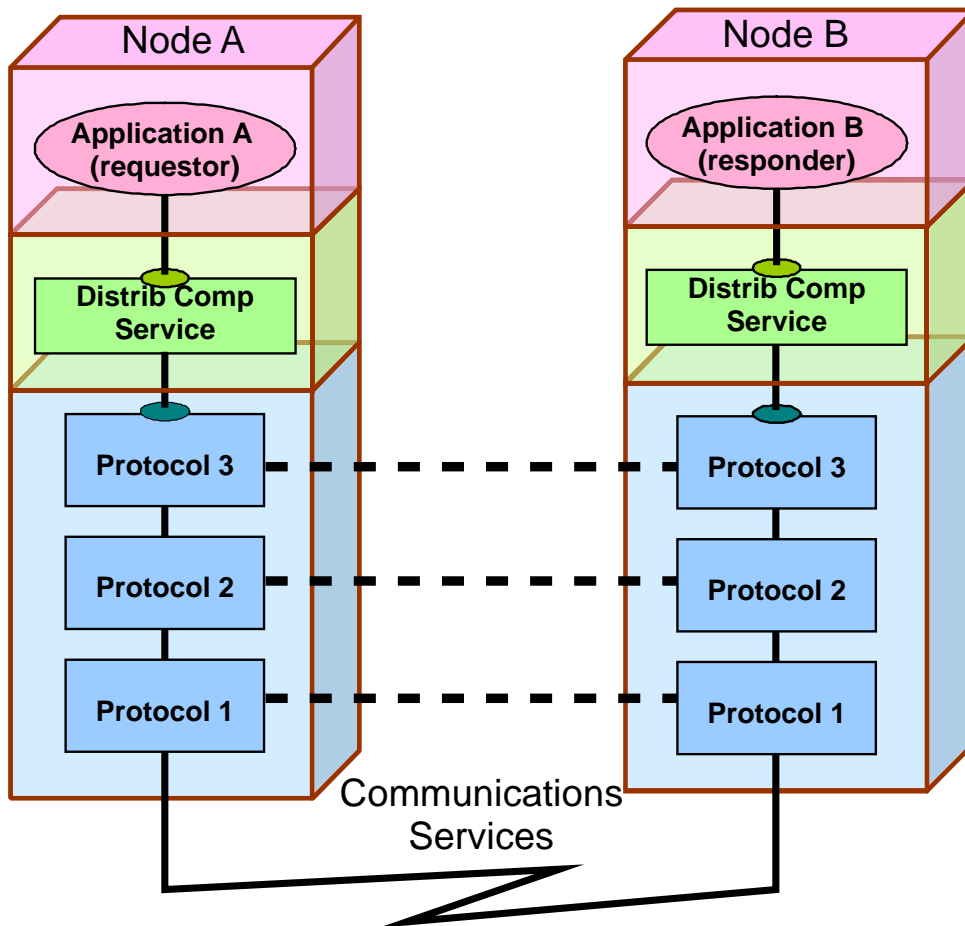 Node A
Application A
(requestor)
Distrib Comp
Service
Protocol 3
Protocol 2
Protocol 1
Node B
Application B
(responder)
Distrib Comp
Service
Protocol 3
Protocol 2
Protocol 1
Communications
Services